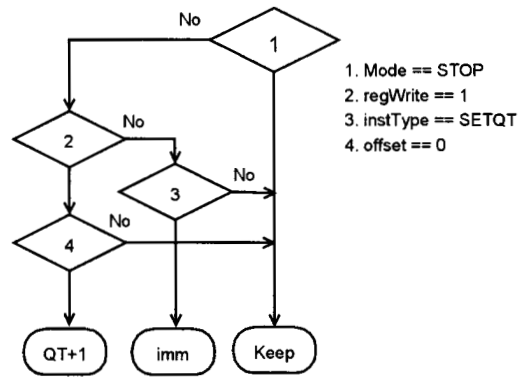 No
1
1. Mode == STOP
2. regWrite == 1
3. instType == SETQT
4. offset == 0
2
No
3
No
4
No
QT+1
imm
Keep